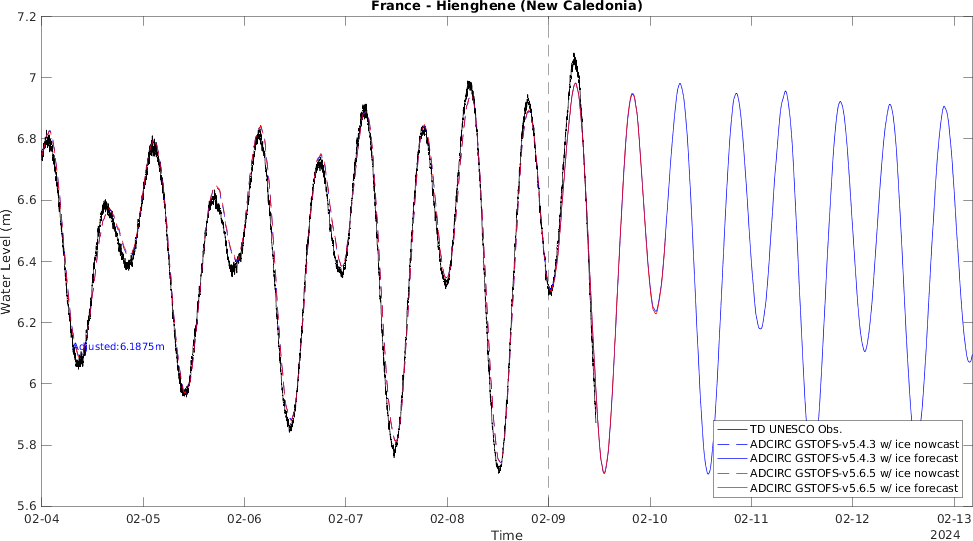 France - Hienghene (New Caledonia)
7.2
7
6.8
6.6
6.4
6.2
6
5.8
5.6
Water Level (m)
Adjusted:6.1875m
TD UNESCO Obs.
ADCIRC GSTOFS-v5.4.3 w/ ice nowcast
ADCIRC GSTOFS-v5.4.3 w/ ice forecast
ADCIRC GSTOFS-v5.6.5 w/ ice nowcast
ADCIRC GSTOFS-v5.6.5 w/ ice forecast
02-04 02-05 02-06 02-07 02-08 02-09 02-10 02-11 02-12 02-13
Time
2024